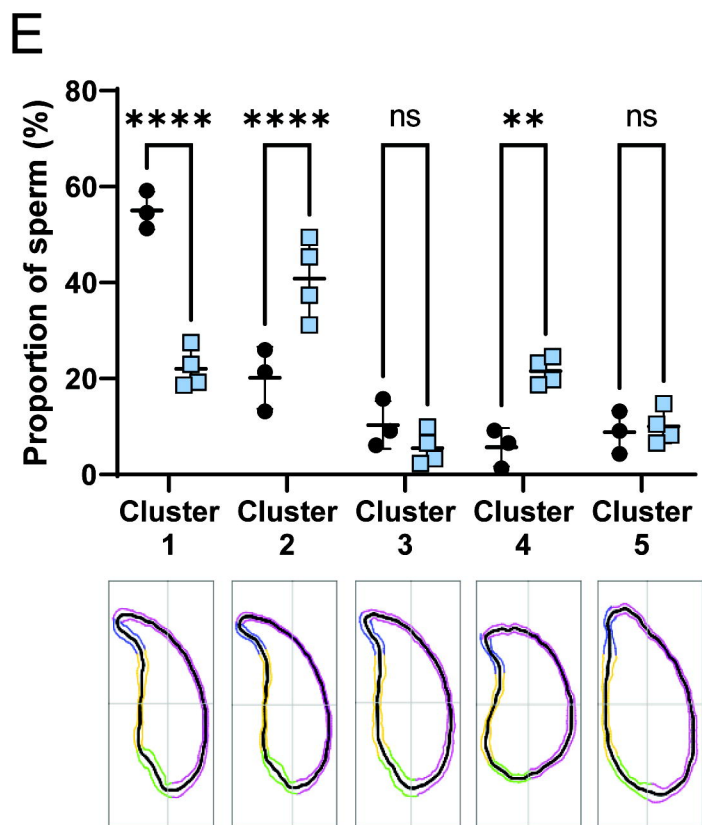 E
Proportion of sperm (%)
80
60
40
20
0
**** **** ns ** ns
Cluster 1
Cluster 2
Cluster 3
Cluster 4
Cluster 5